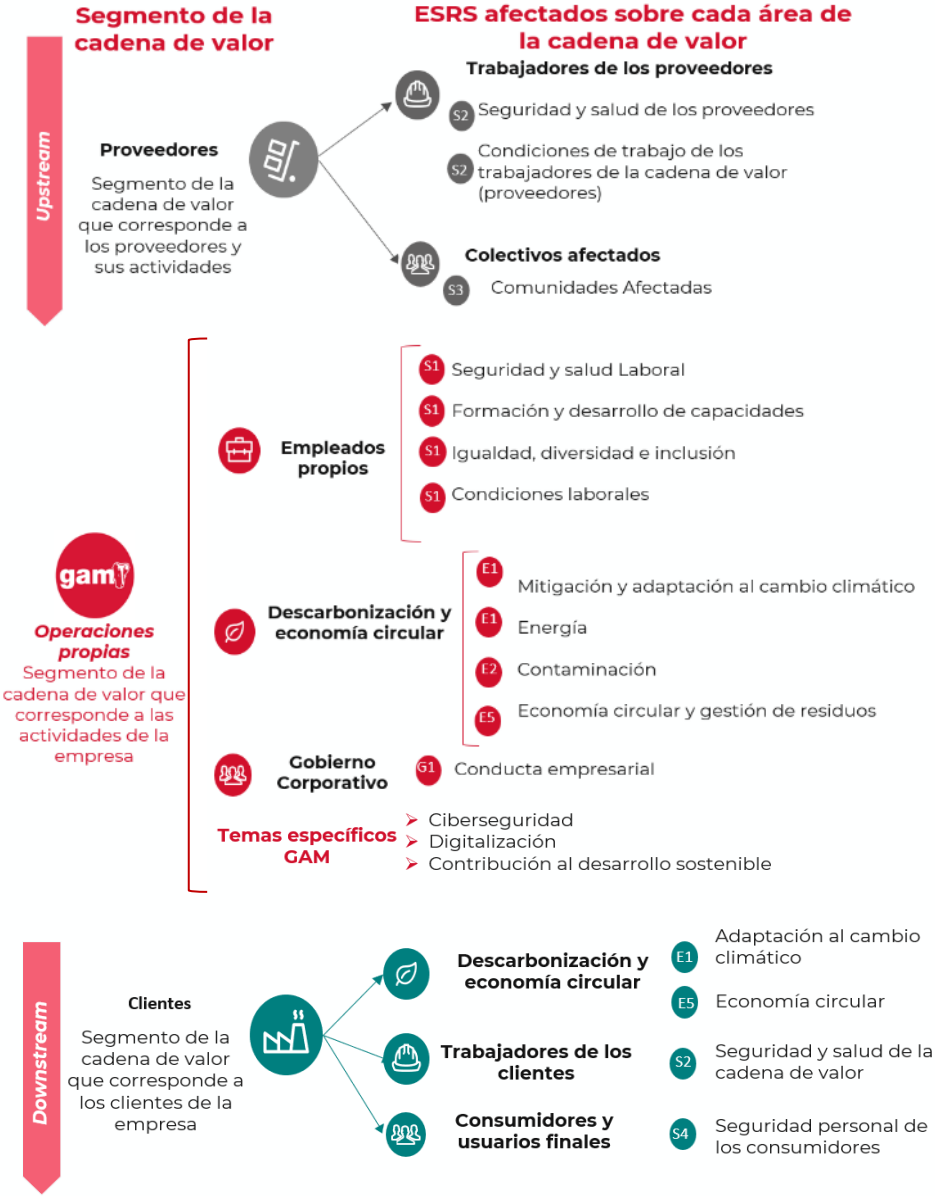 Segmento de la
cadena de valor
ESRS afectados sobre cada área de
la cadena de valor
Upstream
Proveedores
Segmento de la
cadena de valor
que corresponde a
los proveedores y
sus actividades
Trabajadores de los proveedores
S2 Seguridad y salud de los proveedores
S2 Condiciones de trabajo de los
trabajadores de la cadena de valor
(proveedores)
Colectivos afectados
S3 Comunidades Afectadas
gam
Operaciones
propias
Segmento de la
cadena de valor que
corresponde a las
actividades de la
empresa
Empleados
propios
S1 Seguridad y salud Laboral
S1 Formación y desarrollo de capacidades
S1 Igualdad, diversidad e inclusión
S1 Condiciones laborales
Descarbonización y
economía circular
E1 Mitigación y adaptación al cambio climático
E1 Energía
E2 Contaminación
E5 Economía circular y gestión de residuos
Gobierno
Corporativo
G1 Conducta empresarial
Temas específicos
GAM
Ciberseguridad
Digitalización
Contribución al desarrollo sostenible
Downstream
Clientes
Segmento de la
cadena de valor
que corresponde a
los clientes de la
empresa
Descarbonización y
economía circular
E1 Adaptación al cambio
climático
E5 Economía circular
Trabajadores de los
clientes
S2 Seguridad y salud de la
cadena de valor
Consumidores y
usuarios finales
S4 Seguridad personal de
los consumidores